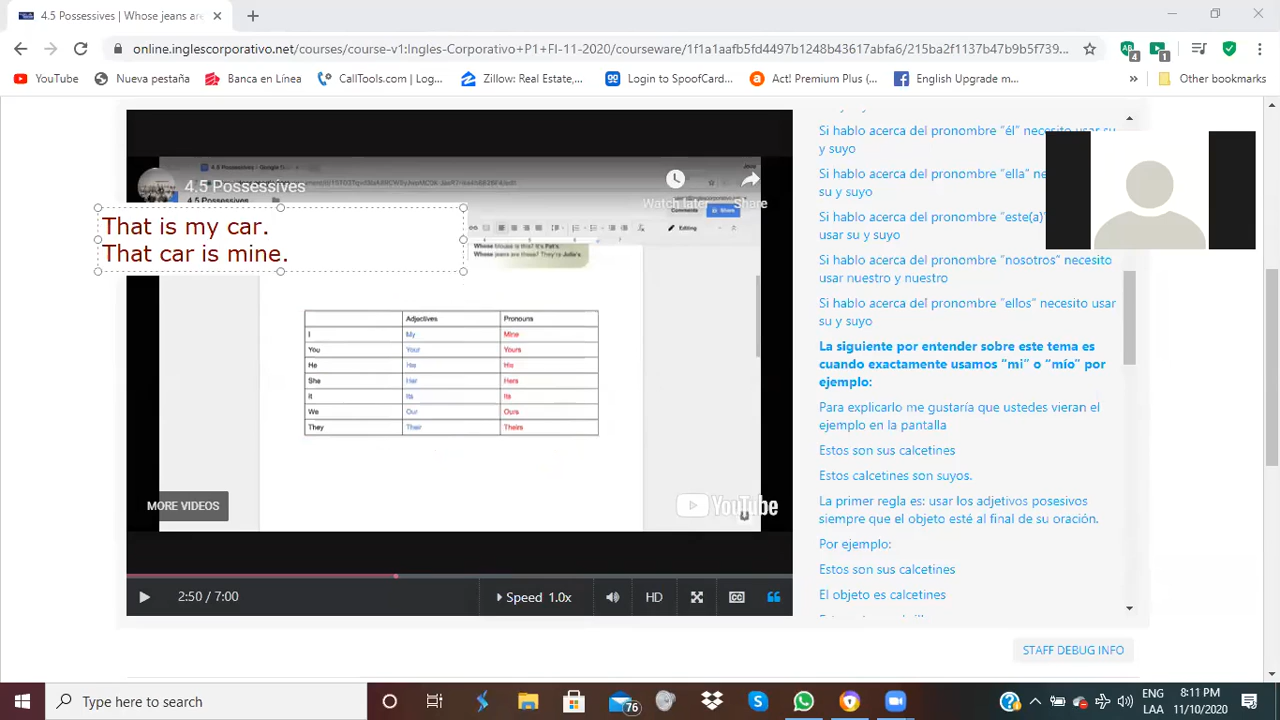 4.5 Possessives | Whose jeans are
online.inglescorporativo.net/courses/course-v1:Ingles-Corporativo+P1+FI-11-2020/courseware/1f1a1aafb5fd4497b1248b43617abfa6/215ba2f1137b47b9b5f739...
4
1
YouTube
Nueva pestaña
Banca en Línea
CallTools.com | Log...
Zillow: Real Estate,...
Login to SpoofCard...
Act! Premium Plus (...
English Upgrade m...
»
Other bookmarks
4.5 Possessives
Watch later
Share
4.5 Possessives
Comments
Share
Editing
That is my car.
That car is mine.
Whose blouse is this? It's Pat's.
Whose jeans are these? They're Julie's.
Adjectives Pronouns
I My Mine
You Your Yours
He His His
She Her Hers
It Its Its
We Our Ours
They Their Theirs
MORE VIDEOS
YouTube
2:50 / 7:00
Speed 1.0x
HD
Si hablo acerca del pronombre “él” necesito usar su
y suyo
Si hablo acerca del pronombre “ella”
su y suyo
Si hablo acerca del pronombre “este(a)”
usar su y suyo
Si hablo acerca del pronombre “nosotros” necesito
usar nuestro y nuestro
Si hablo acerca del pronombre “ellos” necesito usar
su y suyo
La siguiente por entender sobre este tema es
cuando exactamente usamos “mi” o “mío” por
ejemplo:
Para explicarlo me gustaría que ustedes vieran el
ejemplo en la pantalla
Estos son sus calcetines
Estos calcetines son suyos.
La primer regla es: usar los adjetivos posesivos
siempre que el objeto esté al final de su oración.
Por ejemplo:
Estos son sus calcetines
El objeto es calcetines
STAFF DEBUG INFO
Type here to search
76
ENG
LAA
8:11 PM
11/10/2020